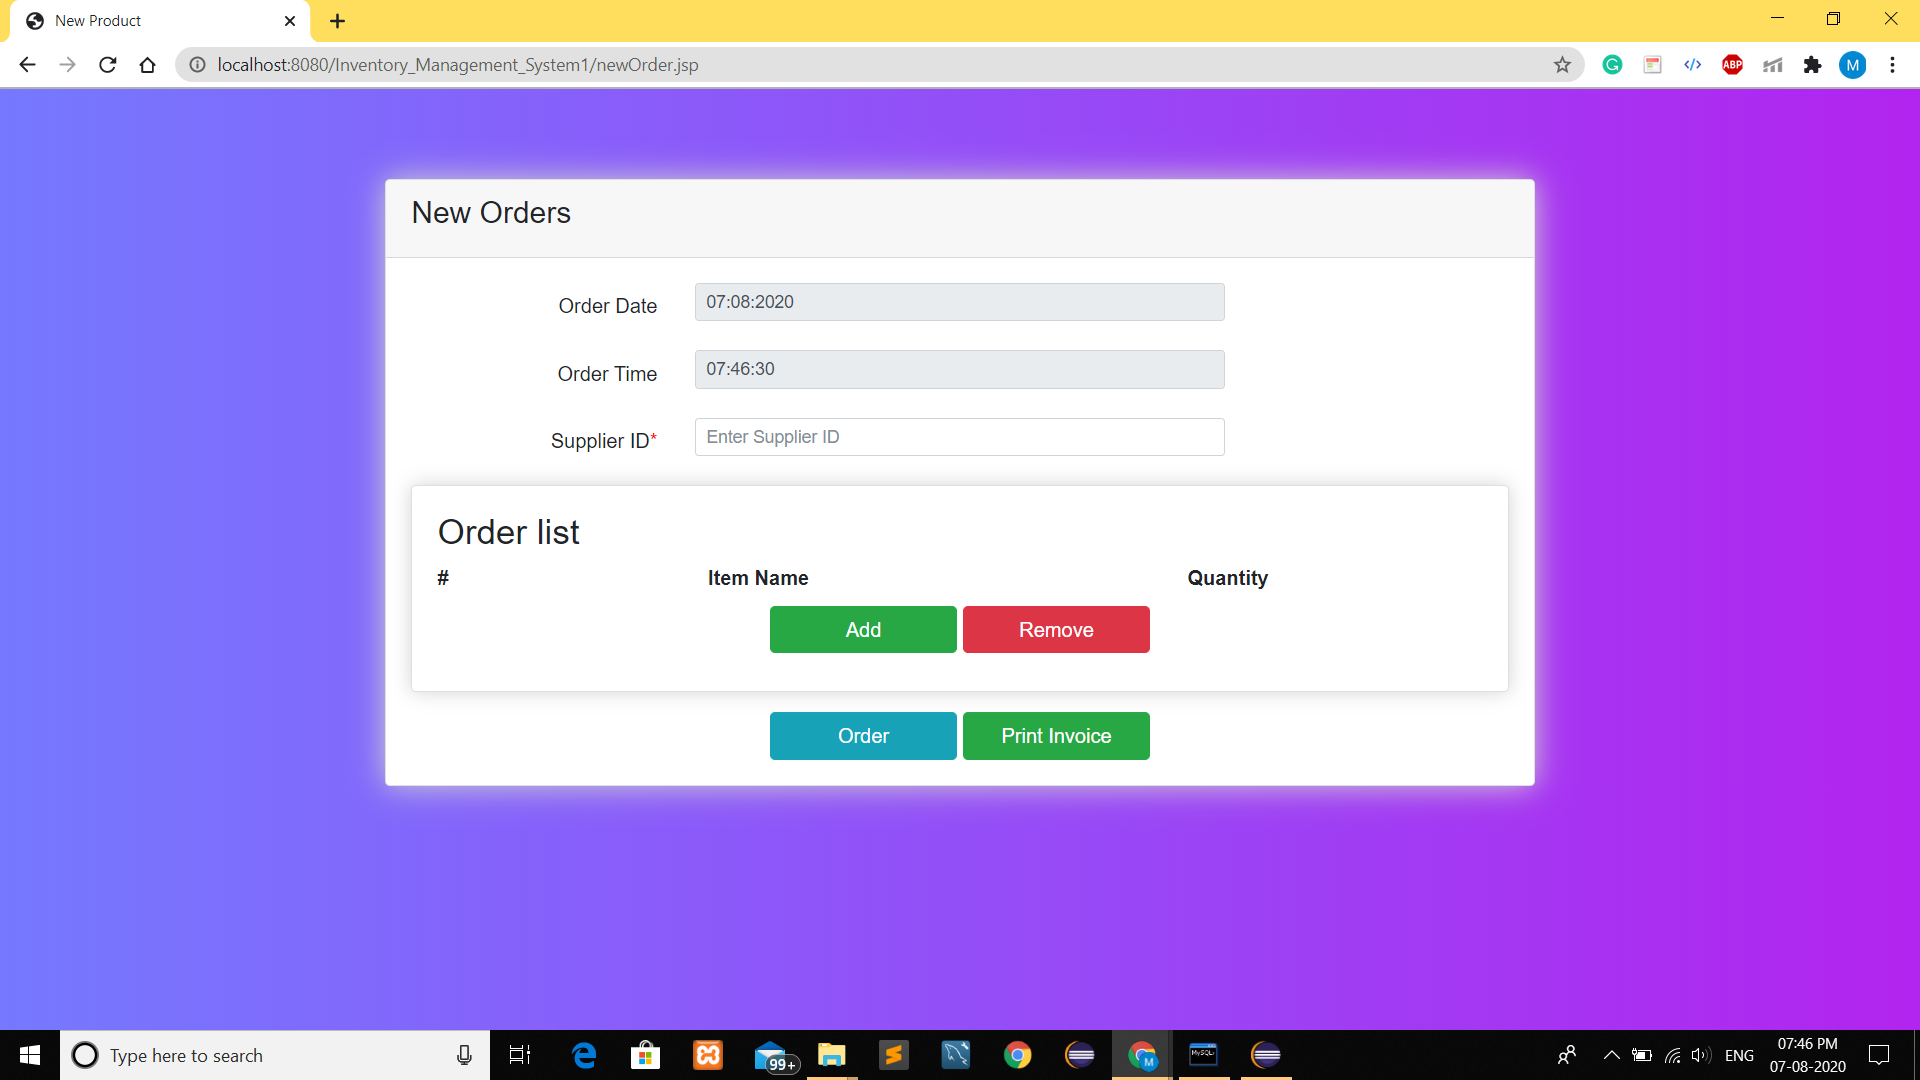 New Product
localhost:8080/Inventory_Management_System1/newOrder.jsp
ABP
M
New Orders
Order Date
07:08:2020
Order Time
07:46:30
Supplier ID*
Enter Supplier ID
Order list
# Item Name Quantity
Add Remove
Order Print Invoice
Type here to search
99+
M
MySQL
ENG
07:46 PM
07-08-2020